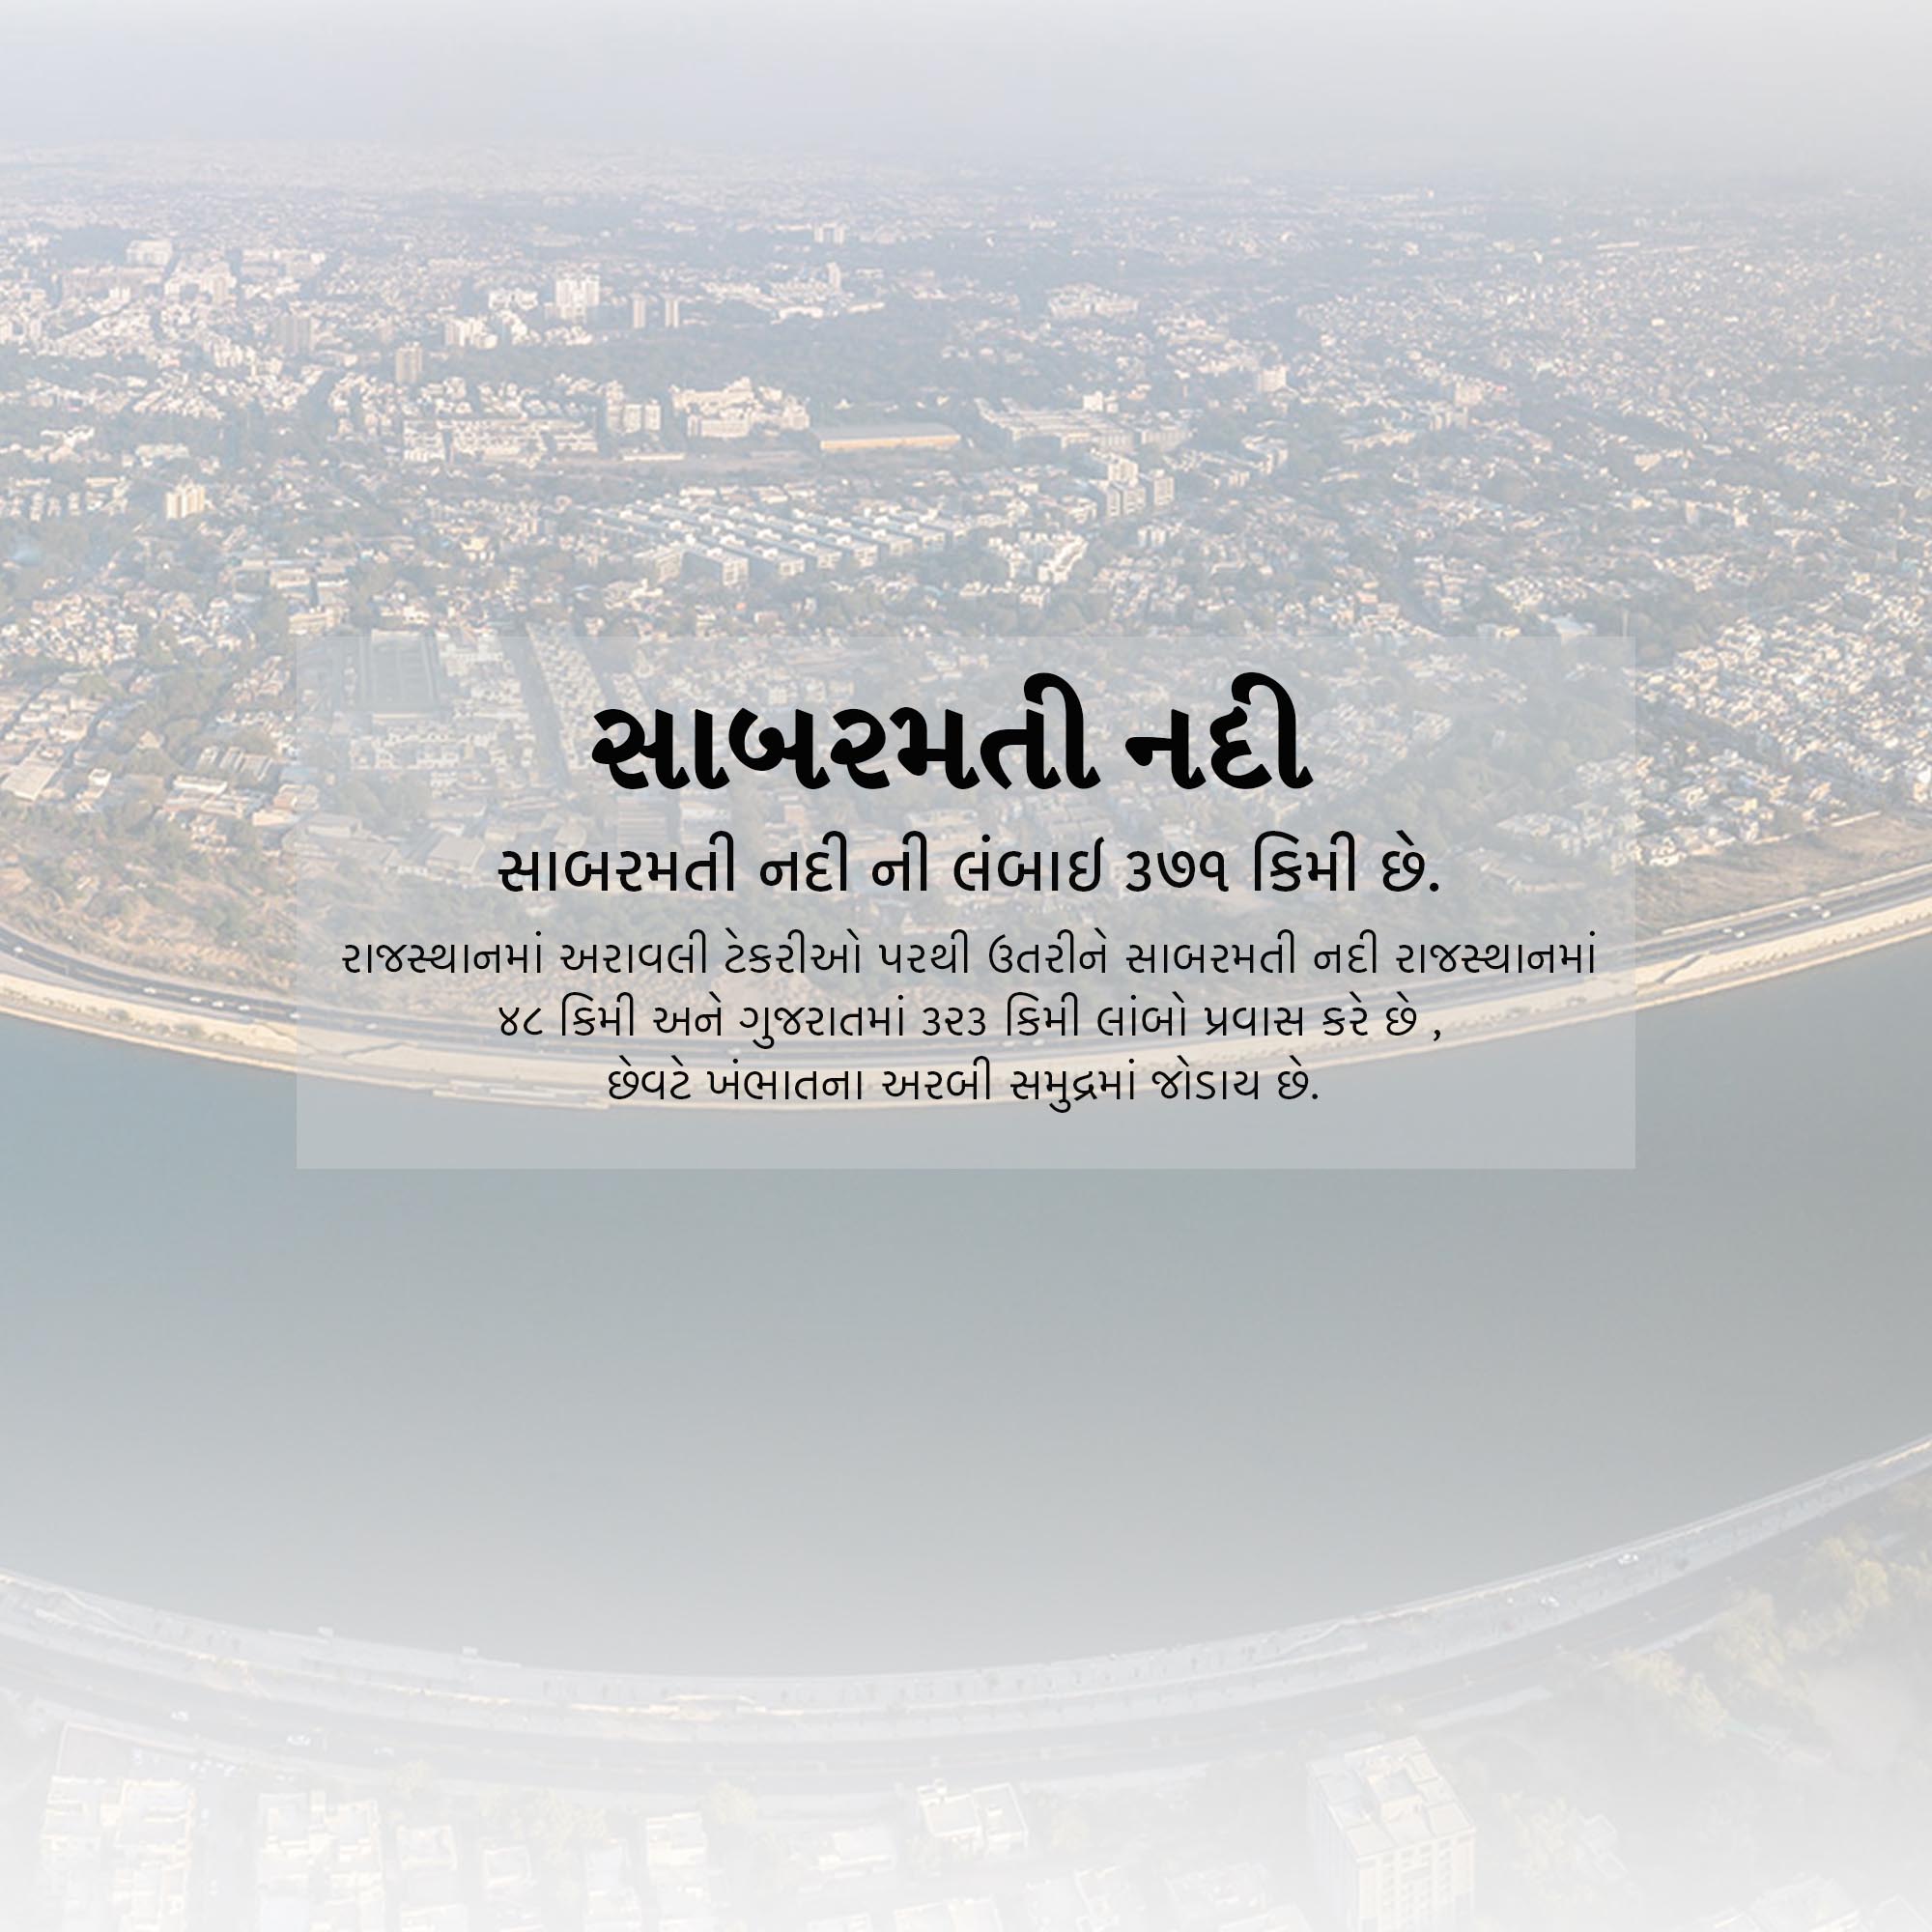 સાબરમતી નદી
સાબરમતી નદી ની લંબાઈ ૩૭૧ કિમી છે.
રાજસ્થાનમાં અરાવલી ટેકરીઓ પરથી ઉતરીને સાબરમતી નદી રાજસ્થાનમાં
૪૮ કિમી અને ગુજરાતમાં ૩૨૩ કિમી લાંબો પ્રવાસ કરે છે ,
છેવટે ખંભાતના અરબી સમુદ્રમાં જોડાય છે.